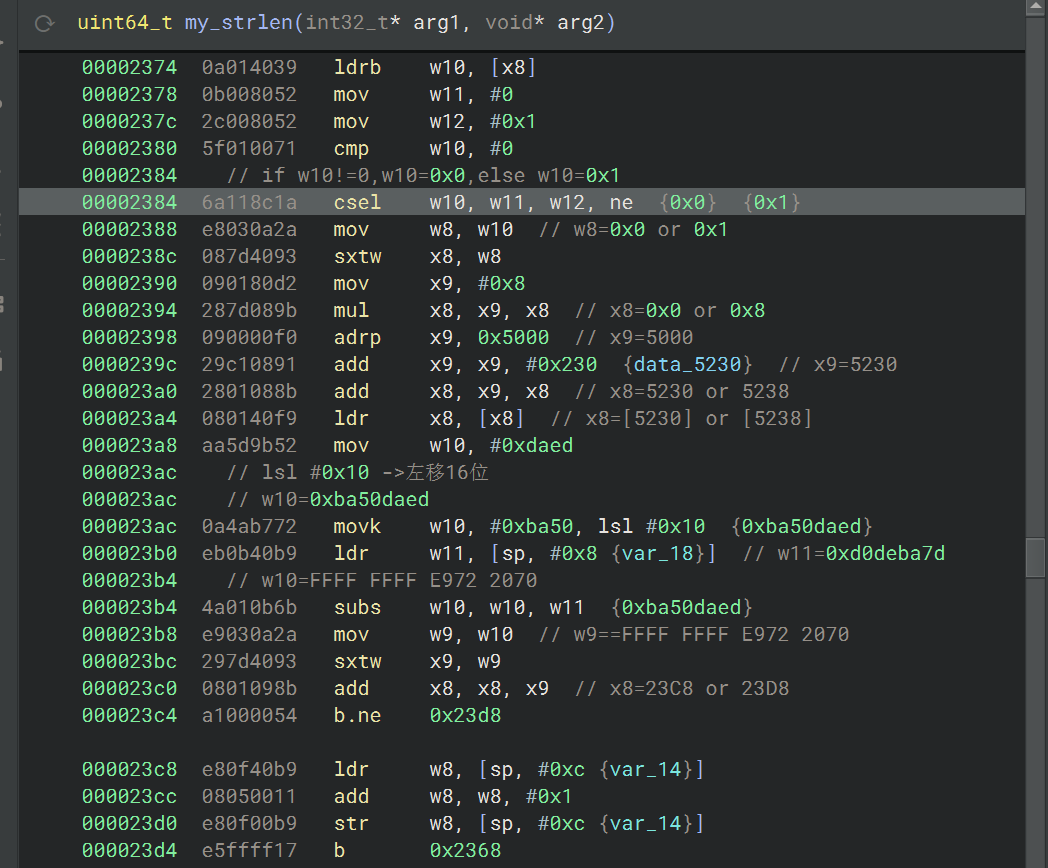 uint64_t my_strlen(int32_t* arg1, void* arg2)
00002374 0a014039 ldrb w10, [x8]
00002378 0b008052 mov w11, #0
0000237c 2c008052 mov w12, #0x1
00002380 5f010071 cmp w10, #0
00002384 // if w10!=0,w10=0x0,else w10=0x1
00002384 6a118c1a csel w10, w11, w12, ne {0x0} {0x1}
00002388 e8030a2a mov w8, w10 // w8=0x0 or 0x1
0000238c 087d4093 sxtw x8, w8
00002390 090180d2 mov x9, #0x8
00002394 287d089b mul x8, x9, x8 // x8=0x0 or 0x8
00002398 090000f0 adrp x9, 0x5000 // x9=5000
0000239c 29c10891 add x9, x9, #0x230 {data_5230} // x9=5230
000023a0 2801088b add x8, x9, x8 // x8=5230 or 5238
000023a4 080140f9 ldr x8, [x8] // x8=[5230] or [5238]
000023a8 aa5d9b52 mov w10, #0xdaed
000023ac // lsl #0x10 ->左移16位
000023ac // w10=0xba50daed
000023ac 0a4ab772 movk w10, #0xba50, lsl #0x10 {0xba50daed}
000023b0 eb0b40b9 ldr w11, [sp, #0x8 {var_18}] // w11=0xd0deba7d
000023b4 // w10=FFFF FFFF E972 2070
000023b4 4a010b6b subs w10, w10, w11 {0xba50daed}
000023b8 e9030a2a mov w9, w10 // w9==FFFF FFFF E972 2070
000023bc 297d4093 sxtw x9, w9
000023c0 0801098b add x8, x8, x9 // x8=23C8 or 23D8
000023c4 a1000054 b.ne 0x23d8
000023c8 e80f40b9 ldr w8, [sp, #0xc {var_14}]
000023cc 08050011 add w8, w8, #0x1
000023d0 e80f00b9 str w8, [sp, #0xc {var_14}]
000023d4 e5ffff17 b 0x2368